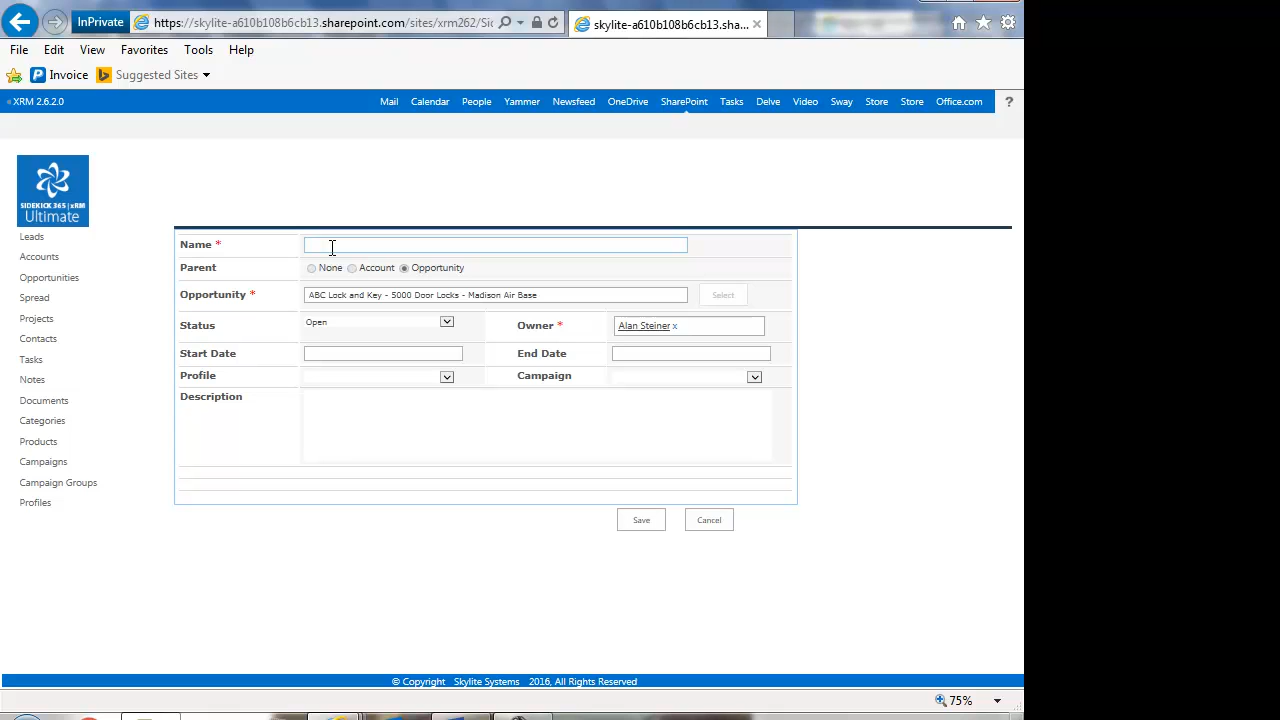 InPrivate https://skylite-a610b108b6cb13.sharepoint.com/sites/xrm262/Sid skylite-a610b108b6cb13.sha...
File Edit View Favorites Tools Help
Invoice Suggested Sites
XRM 2.6.2.0 Mail Calendar People Yammer Newsfeed OneDrive SharePoint Tasks Delve Video Sway Store Store Office.com ?
SIDEKICK 365 | xRM
Ultimate
Leads
Accounts
Opportunities
Spread
Projects
Contacts
Tasks
Notes
Documents
Categories
Products
Campaigns
Campaign Groups
Profiles
Name *
Parent None Account Opportunity
Opportunity * ABC Lock and Key - 5000 Door Locks - Madison Air Base Select
Status Open Owner * Alan Steiner x
Start Date End Date
Profile Campaign
Description
Save Cancel
© Copyright Skylite Systems 2016, All Rights Reserved
75%